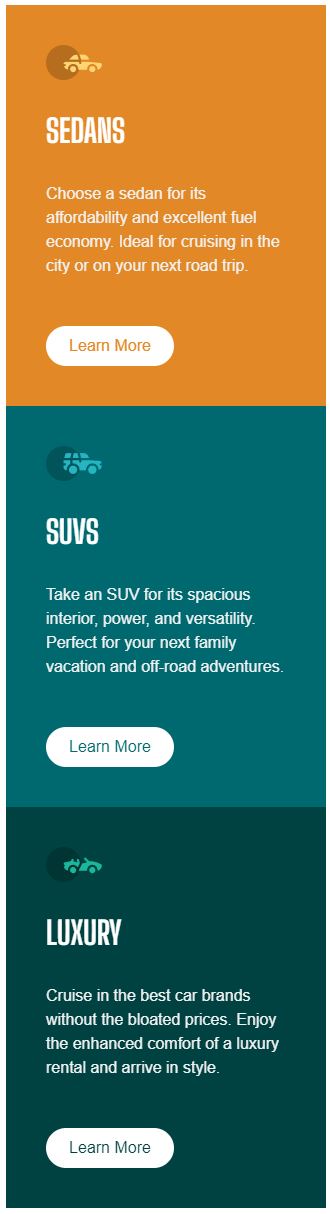 SEDANS
Choose a sedan for its
affordability and excellent fuel
economy. Ideal for cruising in the
city or on your next road trip.
Learn More
SUVS
Take an SUV for its spacious
interior, power, and versatility.
Perfect for your next family
vacation and off-road adventures.
Learn More
LUXURY
Cruise in the best car brands
without the bloated prices. Enjoy
the enhanced comfort of a luxury
rental and arrive in style.
Learn More